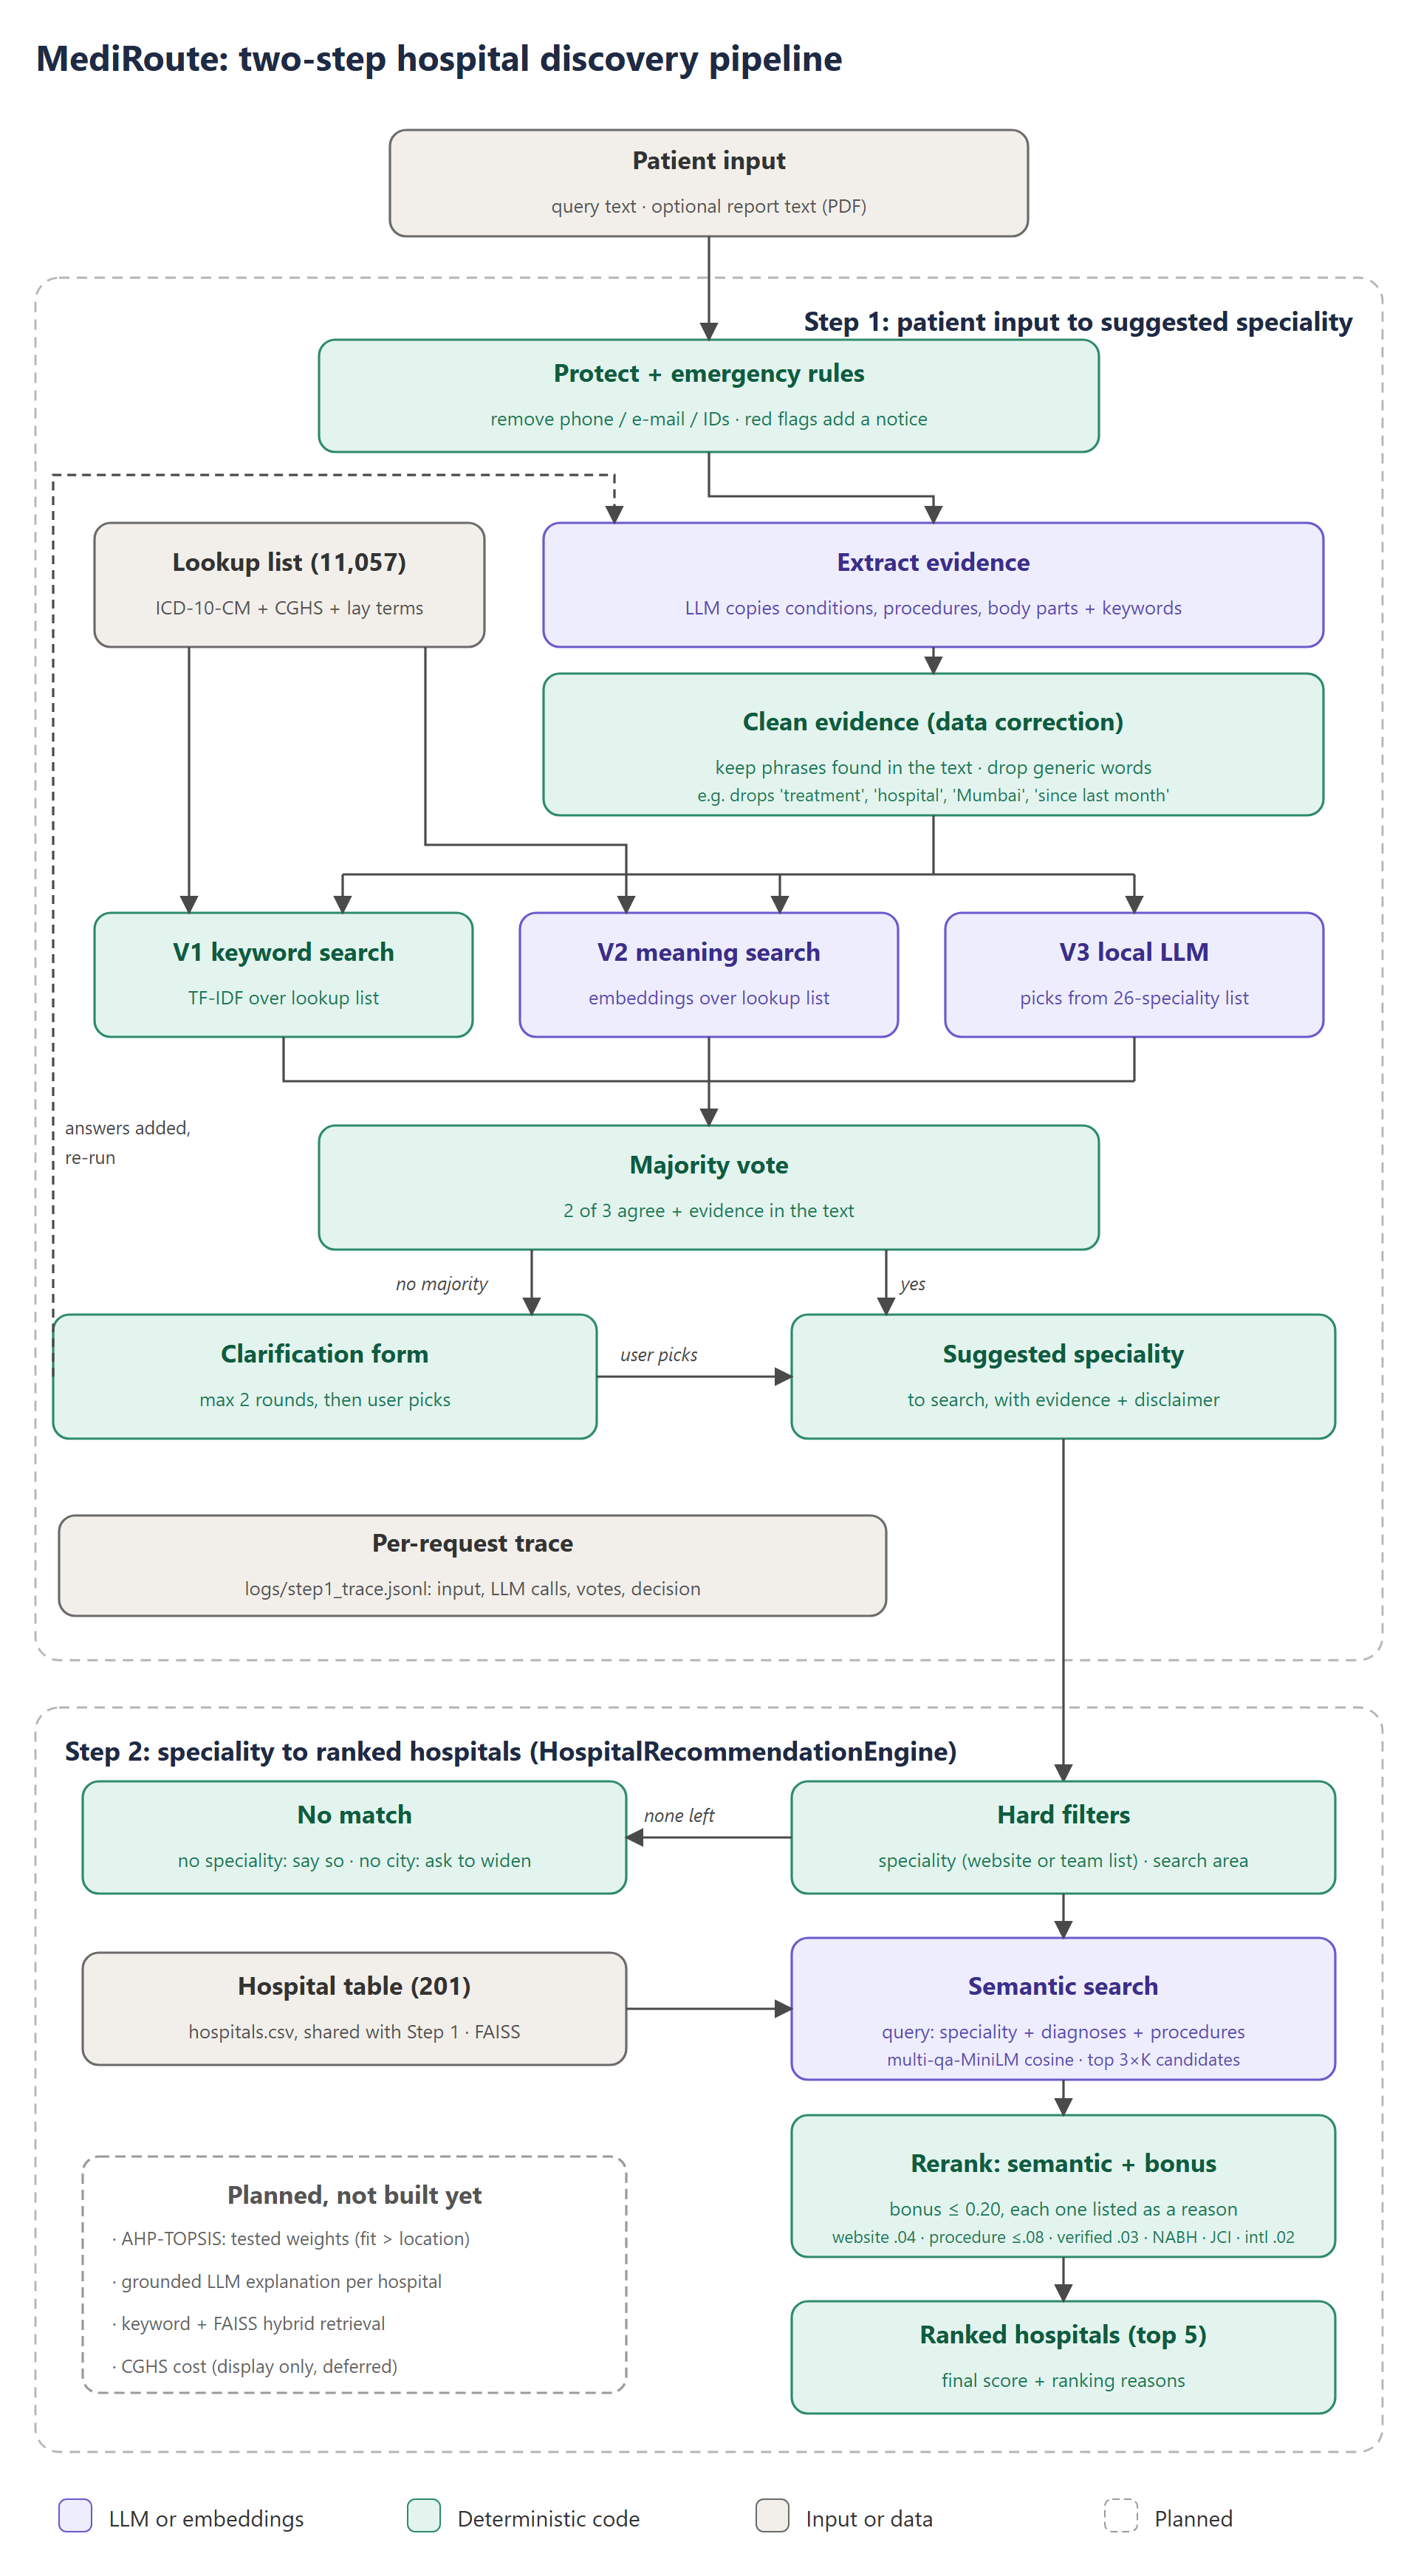 MediRoute: two-step hospital discovery pipeline
Patient input
query text · optional report text (PDF)
Step 1: patient input to suggested speciality
Protect + emergency rules
remove phone / e-mail / IDs · red flags add a notice
Lookup list (11,057)
ICD-10-CM + CGHS + lay terms
Extract evidence
LLM copies conditions, procedures, body parts + keywords
Clean evidence (data correction)
keep phrases found in the text · drop generic words
e.g. drops 'treatment', 'hospital', 'Mumbai', 'since last month'
V1 keyword search
TF-IDF over lookup list
V2 meaning search
embeddings over lookup list
V3 local LLM
picks from 26-speciality list
answers added,
re-run
Majority vote
2 of 3 agree + evidence in the text
no majority
yes
Clarification form
max 2 rounds, then user picks
user picks
Suggested speciality
to search, with evidence + disclaimer
Per-request trace
logs/step1_trace.jsonl: input, LLM calls, votes, decision
Step 2: speciality to ranked hospitals (HospitalRecommendationEngine)
No match
no speciality: say so · no city: ask to widen
none left
Hard filters
speciality (website or team list) · search area
Hospital table (201)
hospitals.csv, shared with Step 1 · FAISS
Semantic search
query: speciality + diagnoses + procedures
multi-qa-MiniLM cosine · top 3×K candidates
Rerank: semantic + bonus
bonus ≤ 0.20, each one listed as a reason
website .04 · procedure ≤.08 · verified .03 · NABH · JCI · intl .02
Planned, not built yet
· AHP-TOPSIS: tested weights (fit > location)
· grounded LLM explanation per hospital
· keyword + FAISS hybrid retrieval
· CGHS cost (display only, deferred)
Ranked hospitals (top 5)
final score + ranking reasons
LLM or embeddings
Deterministic code
Input or data
Planned